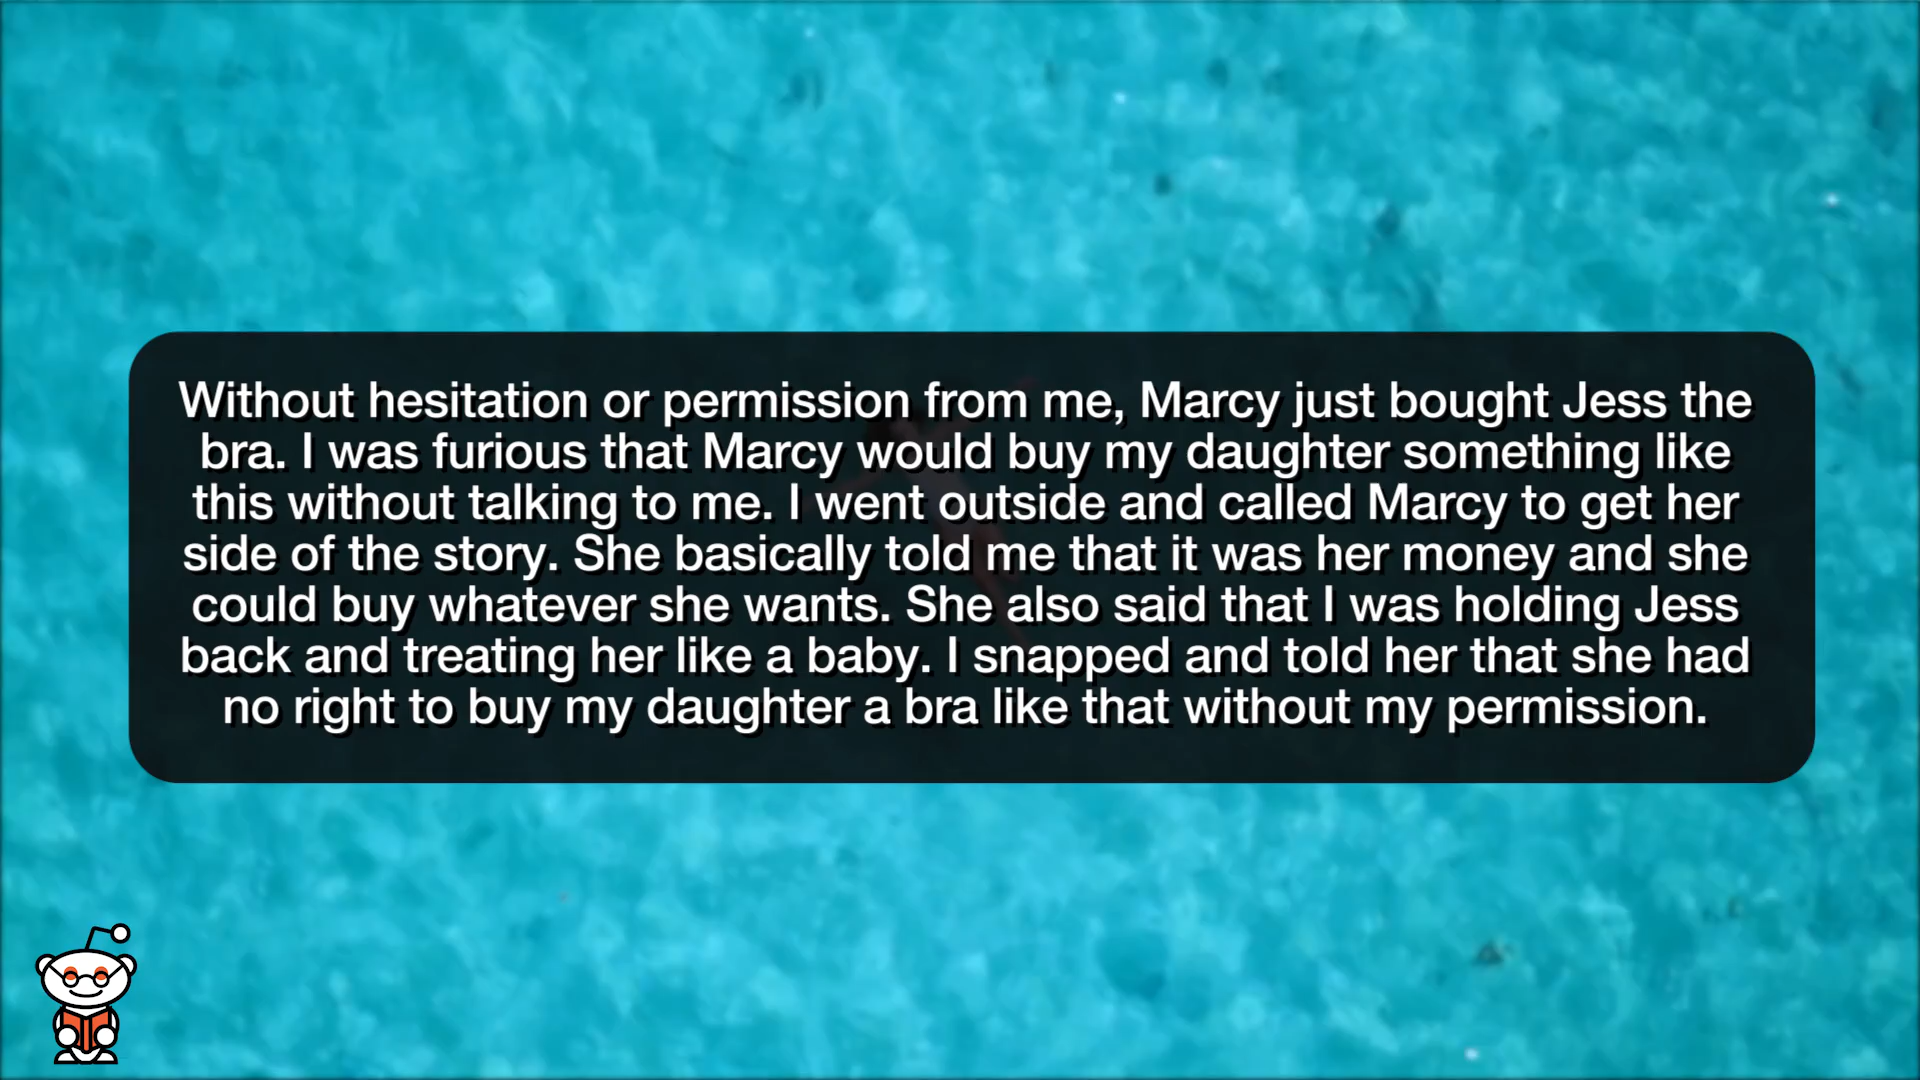 Without hesitation or permission from me, Marcy just bought Jess the
bra. I was furious that Marcy would buy my daughter something like
this without talking to me. I went outside and called Marcy to get her
side of the story. She basically told me that it was her money and she
could buy whatever she wants. She also said that I was holding Jess
back and treating her like a baby. I snapped and told her that she had
no right to buy my daughter a bra like that without my permission.